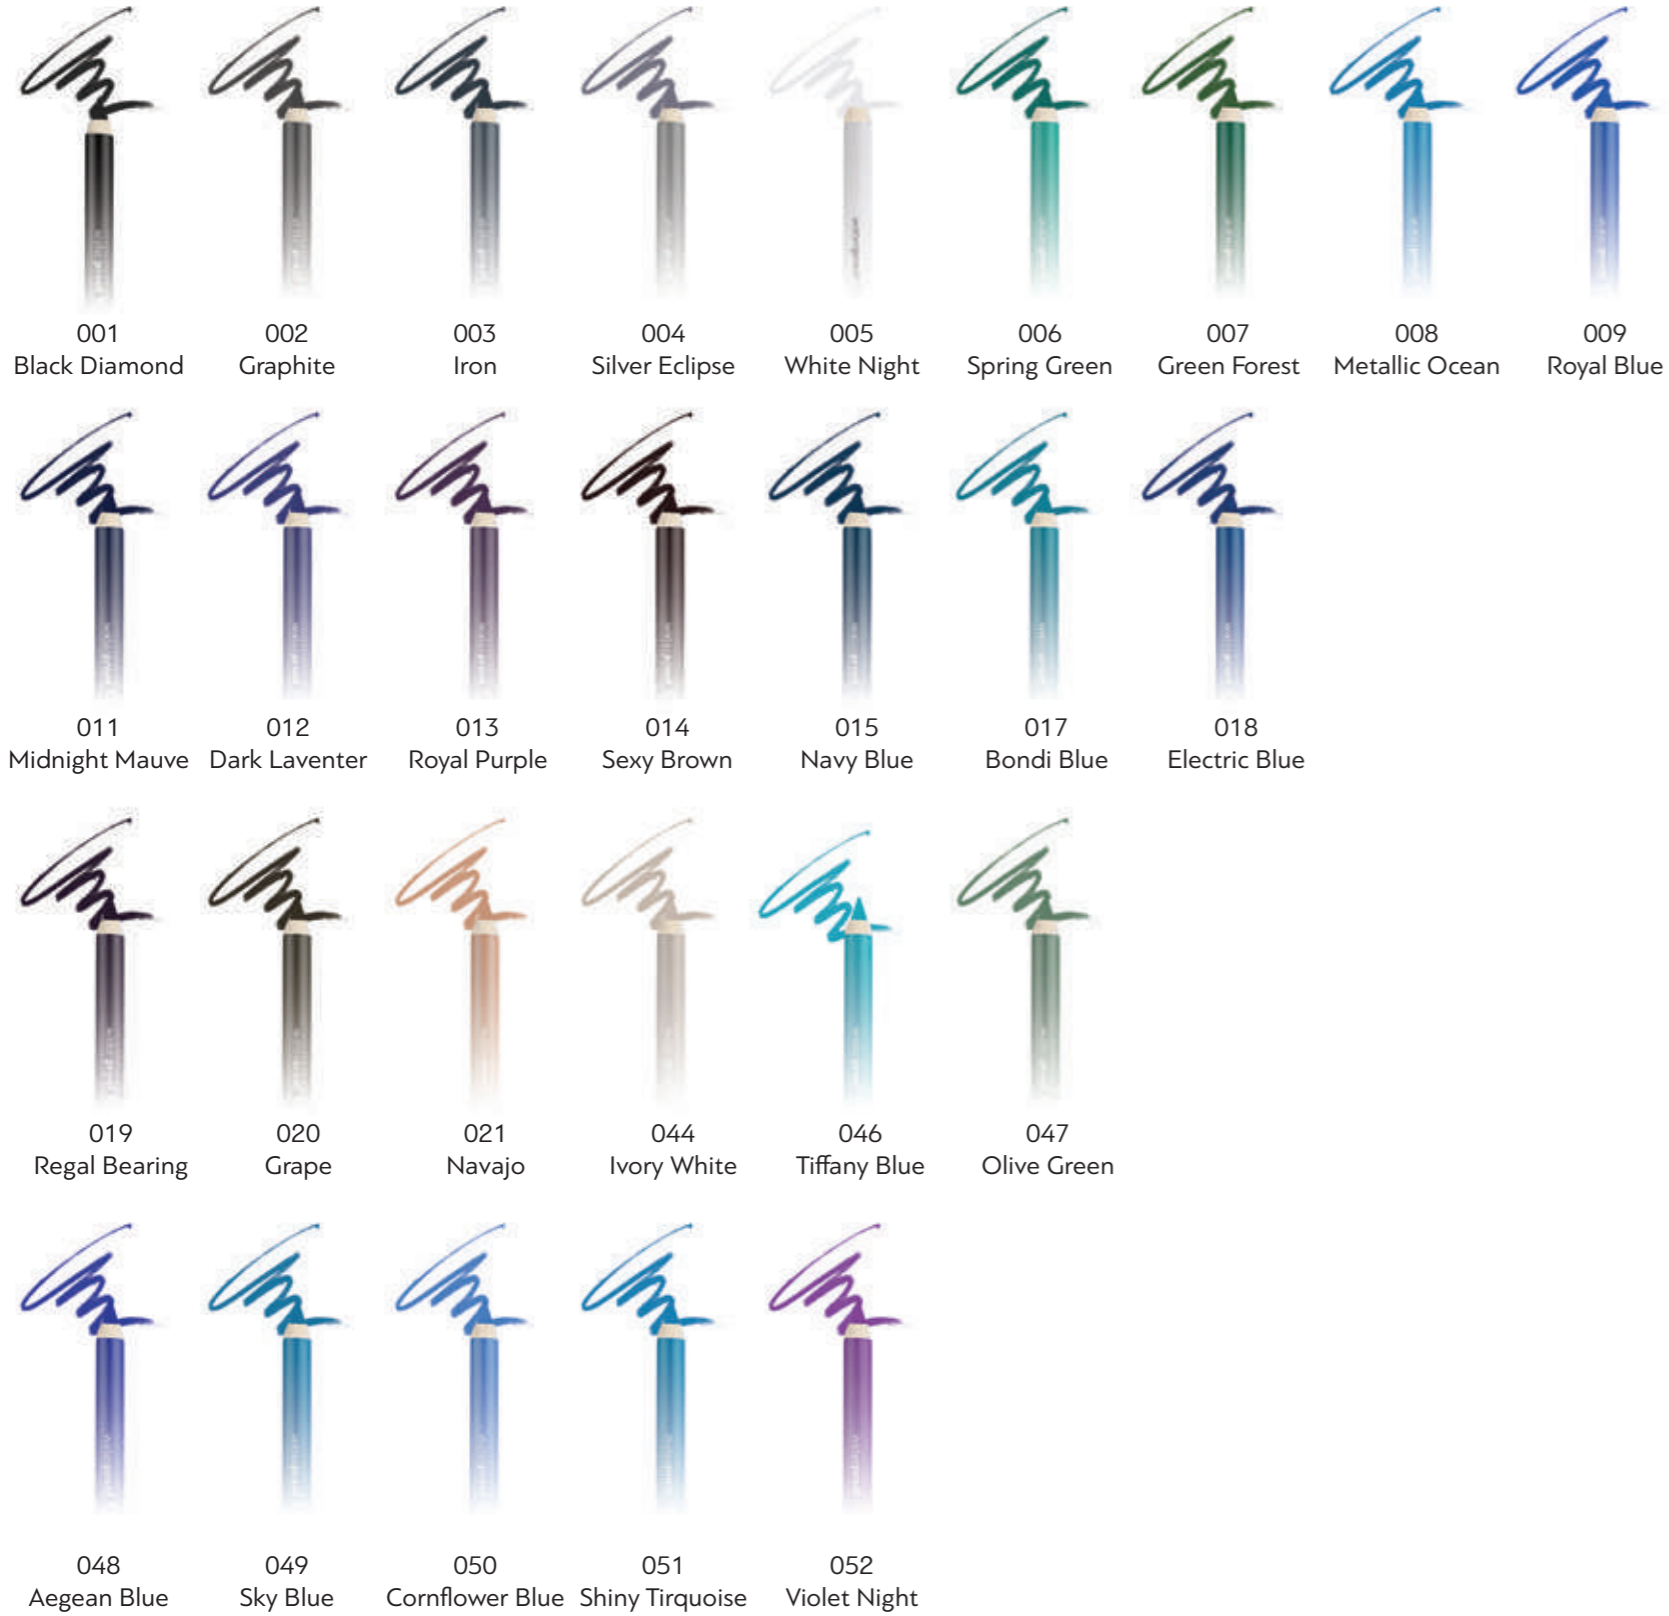 001 002 003 004 005 006 007 008 009
Black Diamond Graphite Iron Silver Eclipse White Night Spring Green Green Forest Metallic Ocean Royal Blue
011 012 013 014 015 017 018
Midnight Mauve Dark Laventer Royal Purple Sexy Brown Navy Blue Bondi Blue Electric Blue
019 020 021 044 046 047
Regal Bearing Grape Navajo Ivory White Tiffany Blue Olive Green
048 049 050 051 052
Aegean Blue Sky Blue Cornflower Blue Shiny Tirquoise Violet Night